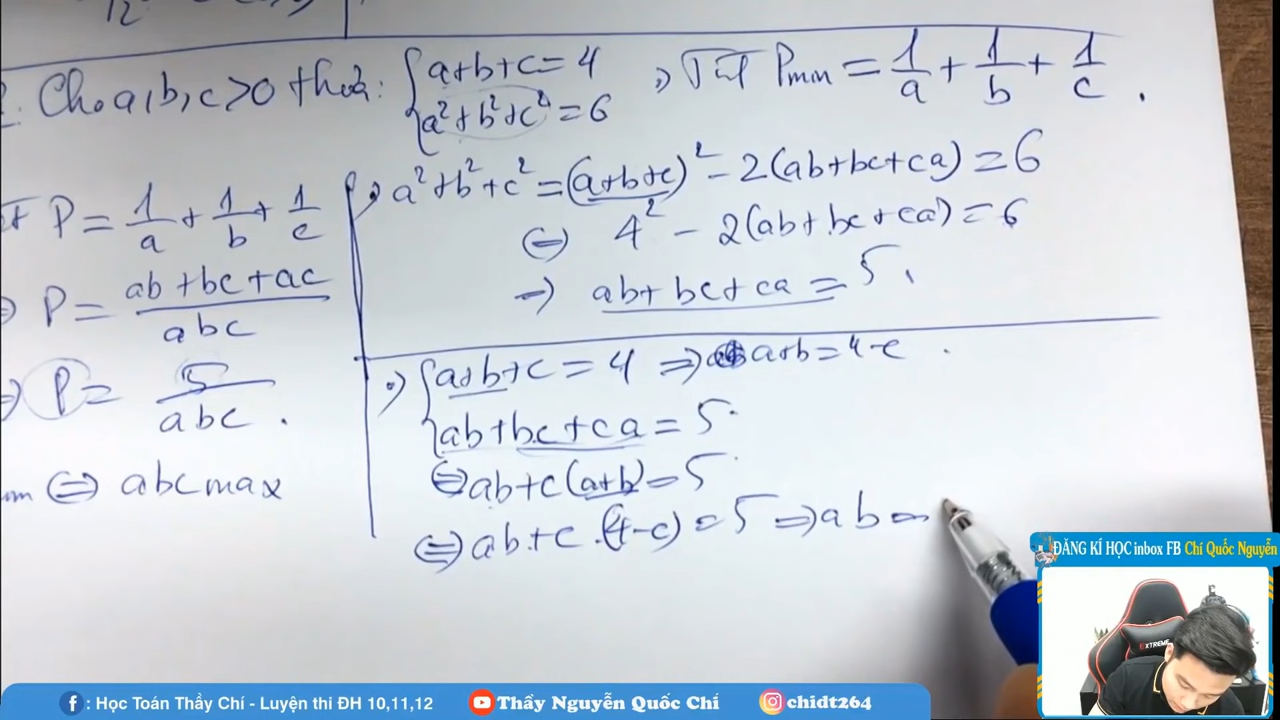 12
Cho a, b, c > 0 thỏa: { a+b+c = 4
a² + b² + c² = 6
•) Tìm Pmin = 1/a + 1/b + 1/c .
P = 1/a + 1/b + 1/c
P = ab+bc+ac / abc
⇒ P = 5 / abc .
⇔ abc max
•) a² + b² + c² = (a+b+c)² - 2(ab+bc+ca) = 6
⇔ 4² - 2(ab+bc+ca) = 6
→ ab+bc+ca = 5.
•) { a+b+c = 4 ⇒ a+b = 4-c .
ab+bc+ca = 5
⇔ ab+c(a+b) = 5
⇔ ab+c.(4-c) = 5 ⇒ ab =
ĐĂNG KÍ HỌC inbox FB Chí Quốc Nguyễn
EXTREME
f : Học Toán Thầy Chí - Luyện thi ĐH 10,11,12
Thầy Nguyễn Quốc Chí
chidt264